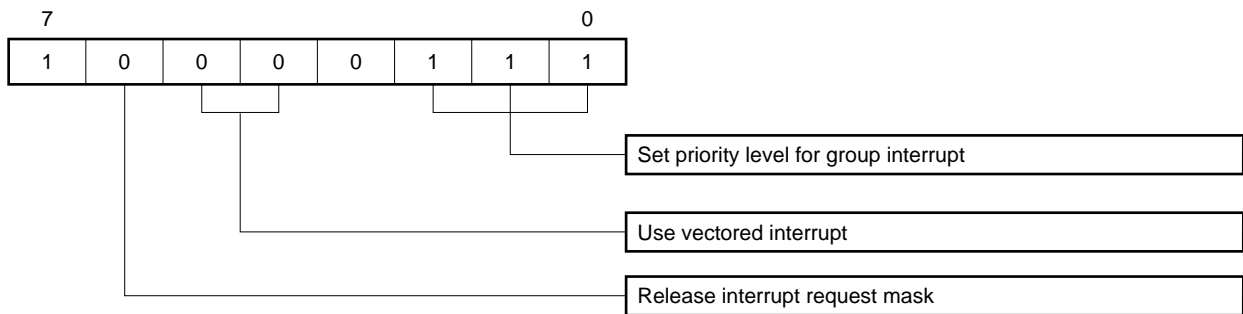 7 0
1 0 0 0 0 1 1 1
Set priority level for group interrupt
Use vectored interrupt
Release interrupt request mask